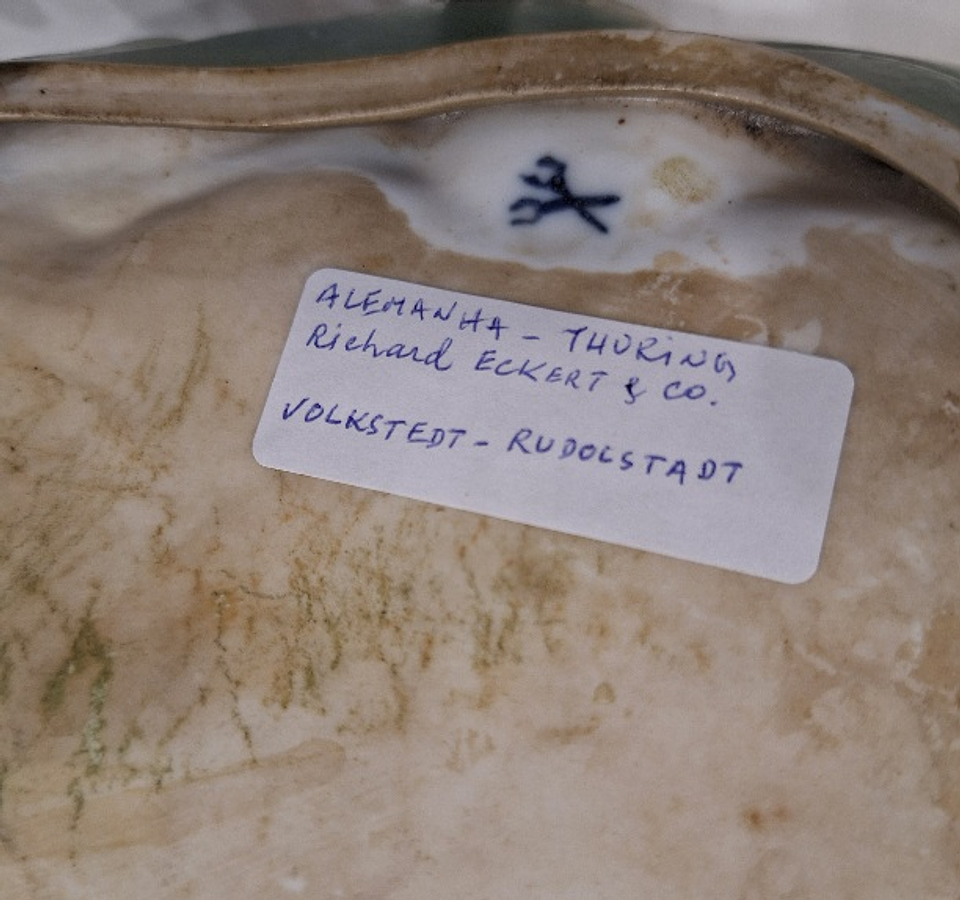 ALEMANHA - THURING
Richard ECKERT & CO.
VOLKSTEDT - RUDOLSTADT